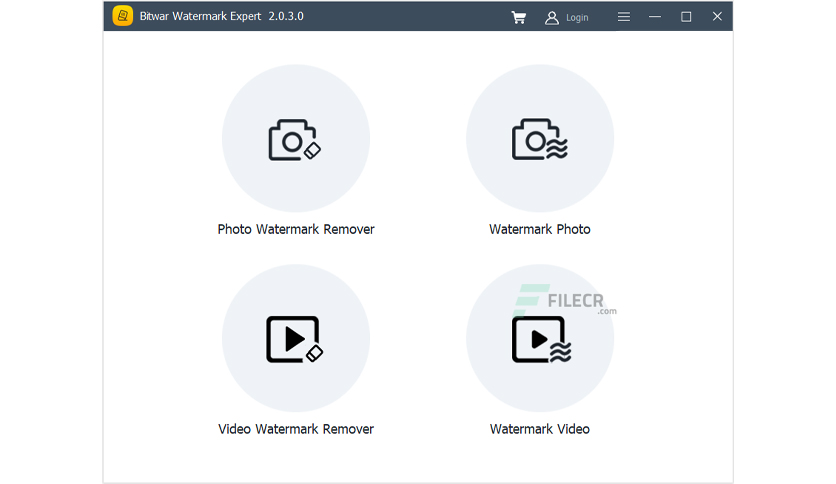 Bitwar Watermark Expert 2.0.3.0
Login
Photo Watermark Remover
Watermark Photo
FILECR
.com
Video Watermark Remover
Watermark Video